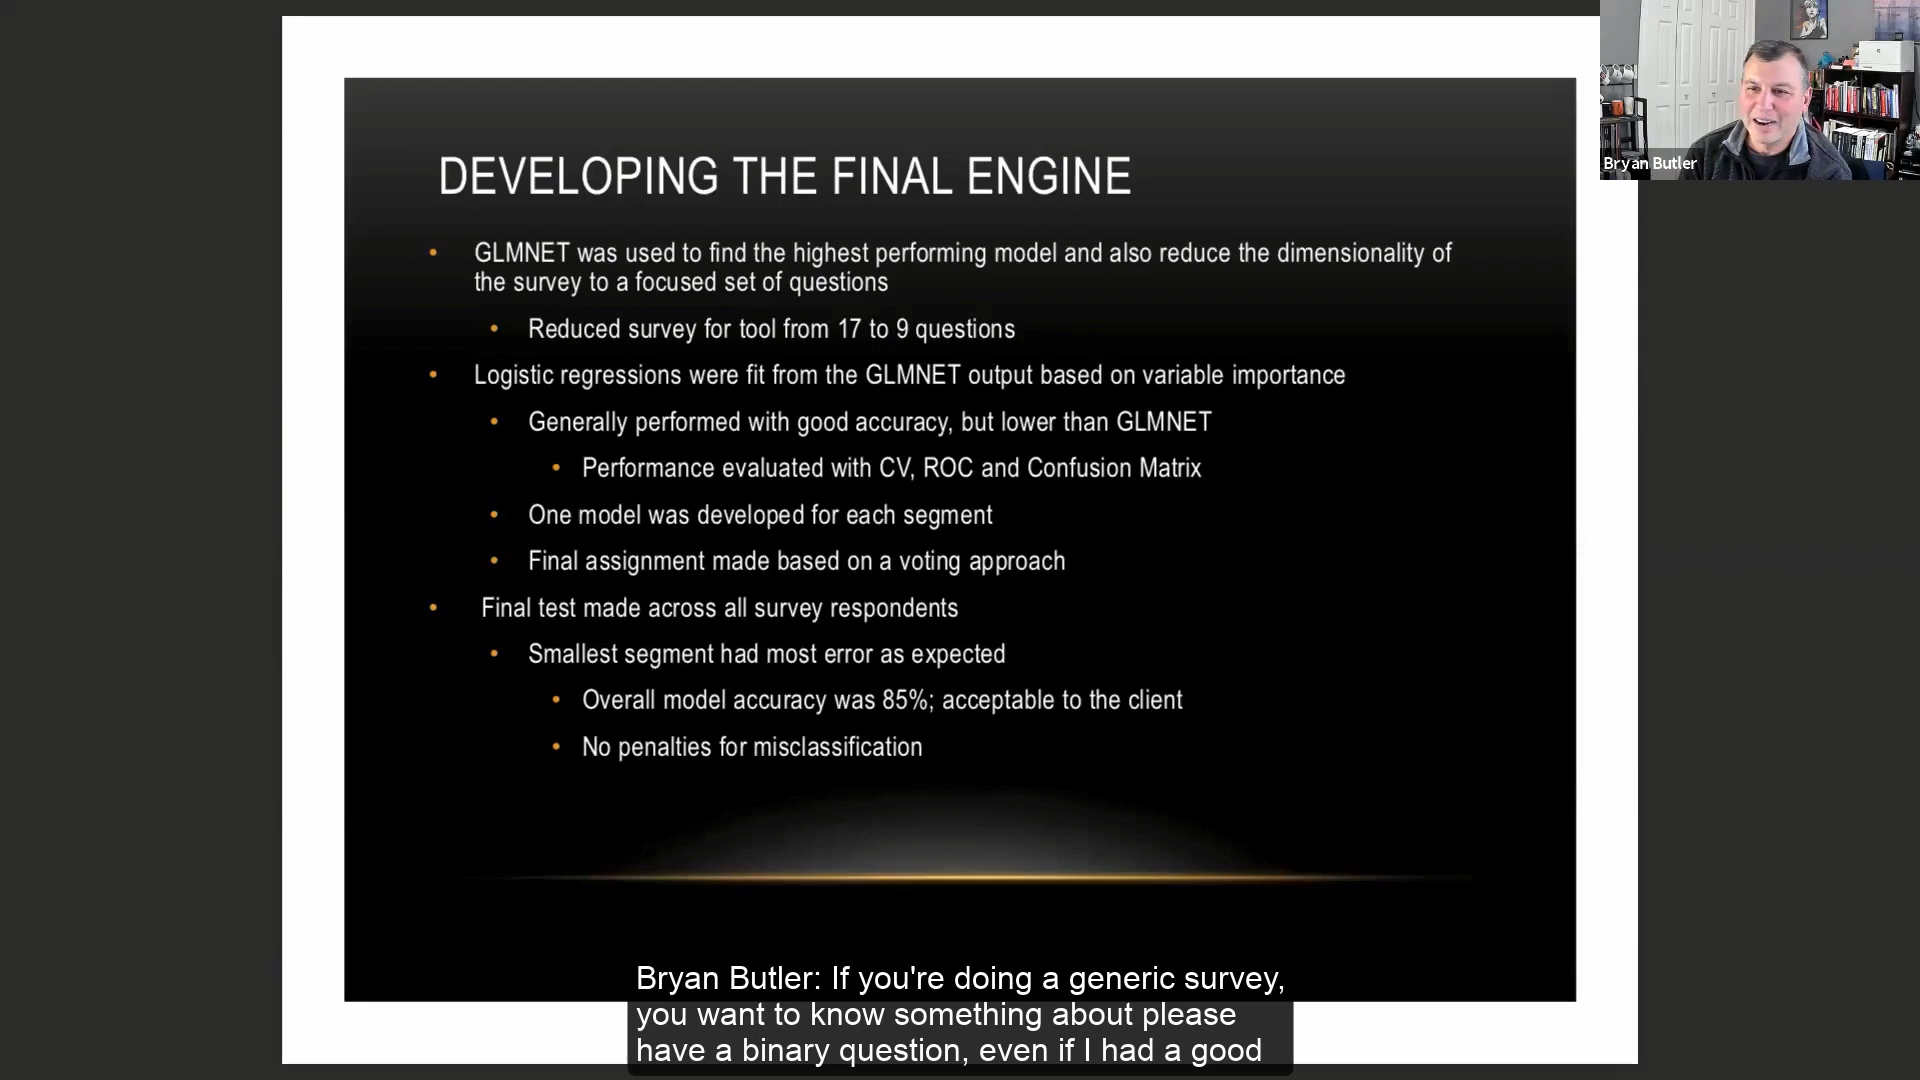 DEVELOPING THE FINAL ENGINE
• GLMNET was used to find the highest performing model and also reduce the dimensionality of
the survey to a focused set of questions
• Reduced survey for tool from 17 to 9 questions
• Logistic regressions were fit from the GLMNET output based on variable importance
• Generally performed with good accuracy, but lower than GLMNET
• Performance evaluated with CV, ROC and Confusion Matrix
• One model was developed for each segment
• Final assignment made based on a voting approach
• Final test made across all survey respondents
• Smallest segment had most error as expected
• Overall model accuracy was 85%; acceptable to the client
• No penalties for misclassification
Bryan Butler
Bryan Butler: If you're doing a generic survey,
you want to know something about please
have a binary question, even if I had a good